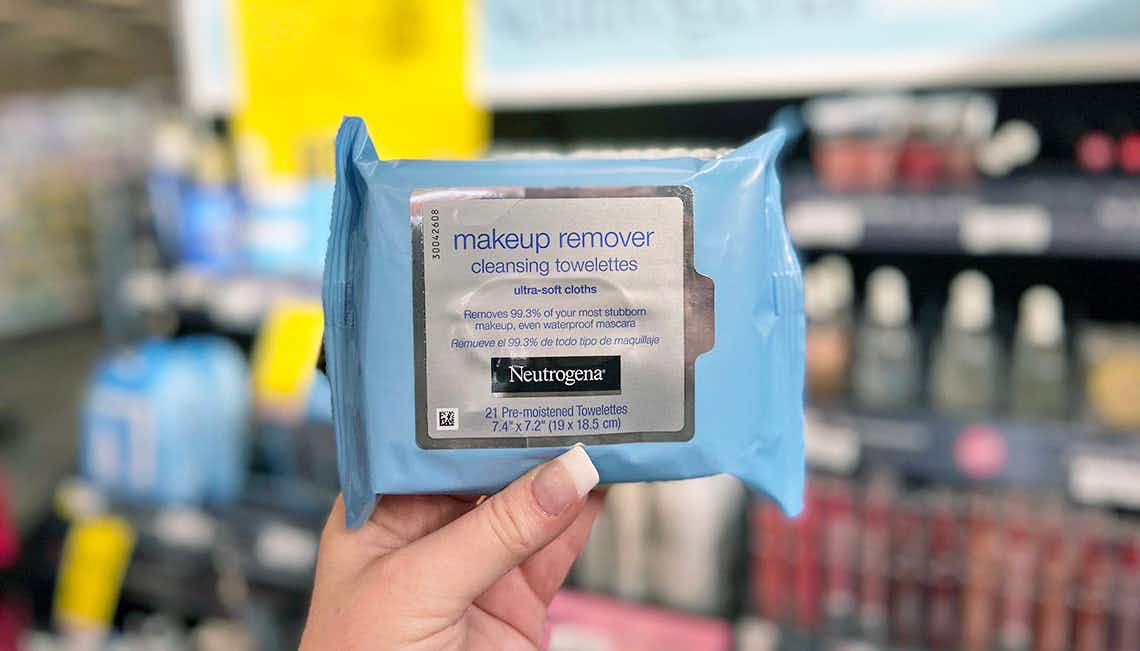 30042608
makeup remover
cleansing towelettes
ultra-soft cloths
Removes 99.3% of your most stubborn
makeup, even waterproof mascara
Remueve el 99.3% de todo tipo de maquillaje
Neutrogena®
21 Pre-moistened Towelettes
7.4" x 7.2" (19 x 18.5 cm)